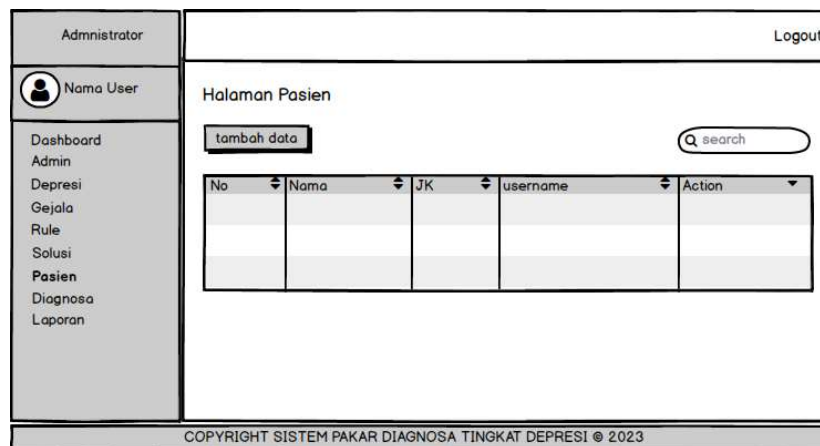 Admnistrator
Logout
Nama User
Halaman Pasien
tambah data
search
Dashboard
Admin
Depresi
Gejala
Rule
Solusi
Pasien
Diagnosa
Laporan
No Nama JK username Action
COPYRIGHT SISTEM PAKAR DIAGNOSA TINGKAT DEPRESI © 2023